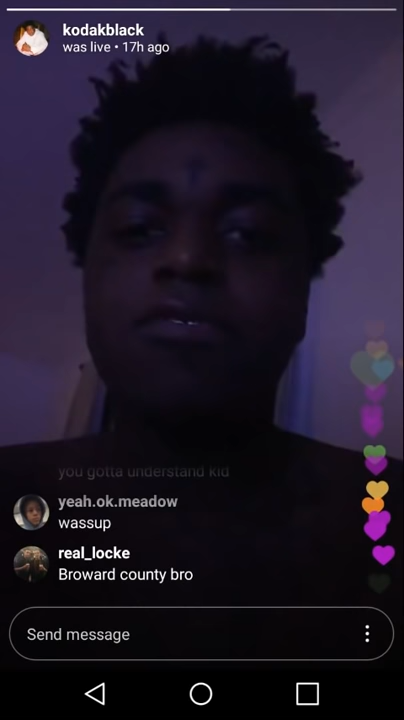 kodakblack
was live • 17h ago
you gotta understand kid
yeah.ok.meadow
wassup
real_locke
Broward county bro
Send message